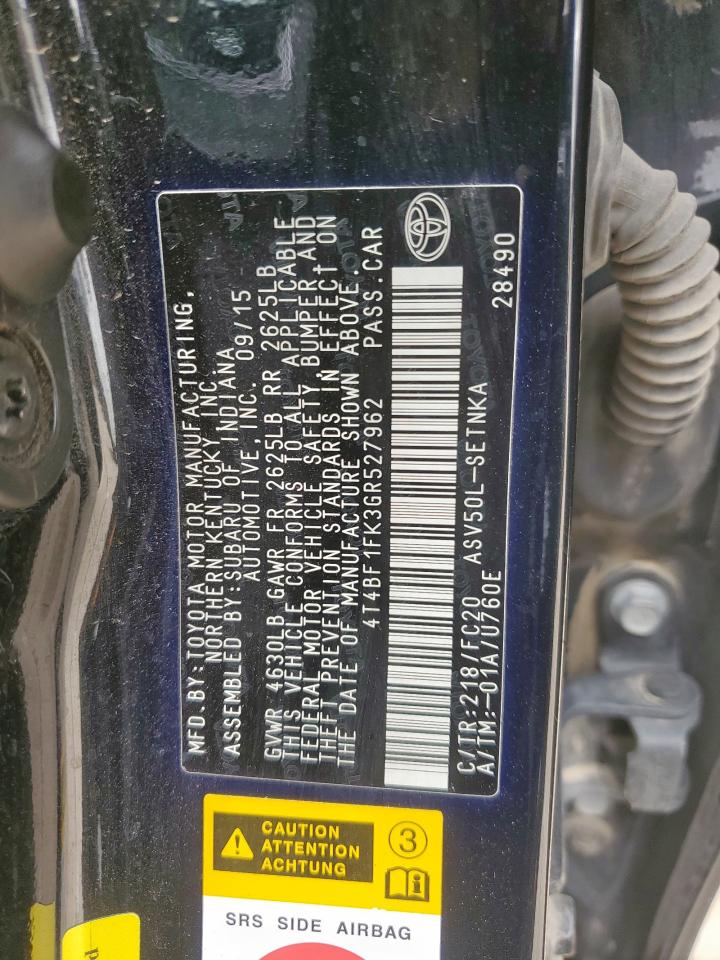 MFD.BY:TOYOTA MOTOR MANUFACTURING,
NORTHERN KENTUCKY INC.
ASSEMBLED BY:SUBARU OF INDIANA
AUTOMOTIVE,INC. 09/15
GVWR 4630LB GAWR FR 2625LB RR 2625LB
THIS VEHICLE CONFORMS TO ALL APPLICABLE
FEDERAL MOTOR VEHICLE SAFETY, BUMPER AND
THEFT PREVENTION STANDARDS IN EFFECT ON
THE DATE OF MANUFACTURE SHOWN ABOVE.
4T4BF1FK3GR527962 PASS.CAR
C/TR:218/FC20 ASV50L-SETNKA
A/TM:-01A/U760E
28490
CAUTION
ATTENTION
ACHTUNG
3
SRS SIDE AIRBAG